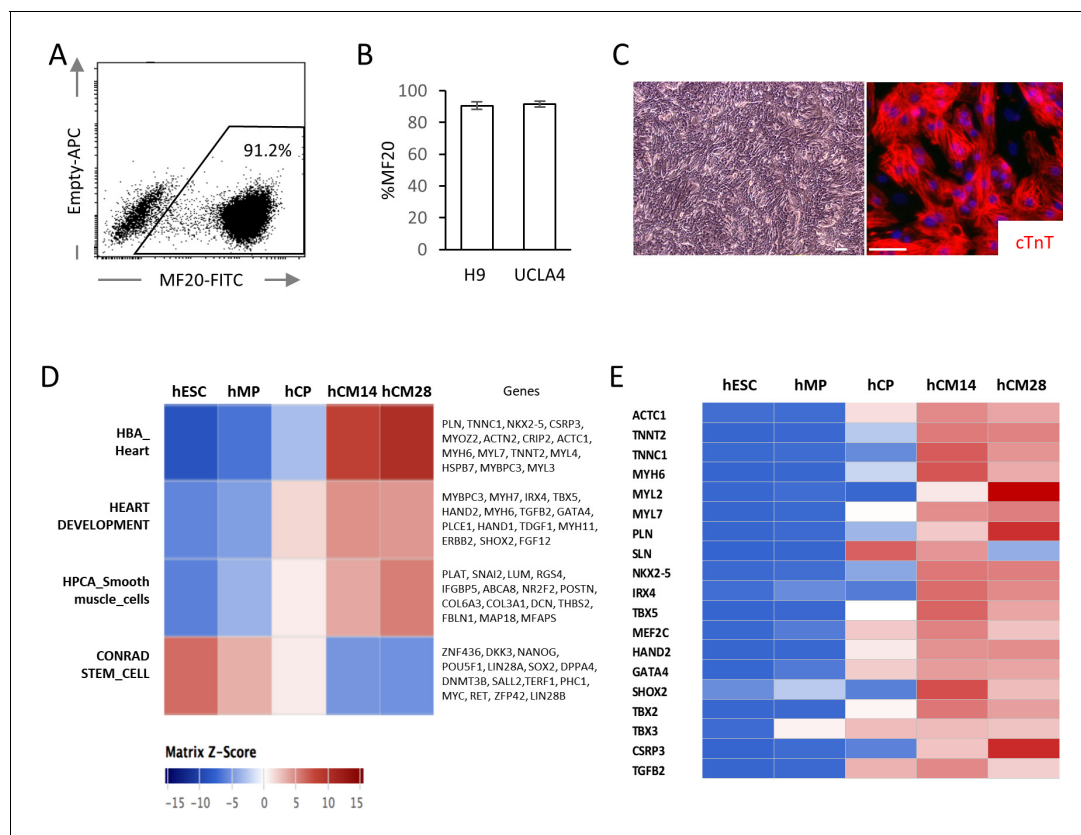 A
Empty-APC
91.2%
MF20-FITC
B
%MF20
100
80
60
40
20
0
H9 UCLA4
C
cTnT
D
hESC hMP hCP hCM14 hCM28 Genes
HBA_
Heart
PLN, TNNC1, NKX2-5, CSRP3,
MYOZ2, ACTN2, CRIP2, ACTC1,
MYH6, MYL7, TNNT2, MYL4,
HSPB7, MYBPC3, MYL3
HEART
DEVELOPMENT
MYBPC3, MYH7, IRX4, TBX5,
HAND2, MYH6, TGFB2, GATA4,
PLCE1, HAND1, TDGF1, MYH11,
ERBB2, SHOX2, FGF12
HPCA_Smooth
muscle_cells
PLAT, SNAI2, LUM, RGS4,
IFGBP5, ABCA8, NR2F2, POSTN,
COL6A3, COL3A1, DCN, THBS2,
FBLN1, MAP18, MFAPS
CONRAD
STEM_CELL
ZNF436, DKK3, NANOG,
POU5F1, LIN28A, SOX2, DPPA4,
DNMT3B, SALL2,TERF1, PHC1,
MYC, RET, ZFP42, LIN28B
Matrix Z-Score
−15 −10 −5 0 5 10 15
E
hESC hMP hCP hCM14 hCM28
ACTC1
TNNT2
TNNC1
MYH6
MYL2
MYL7
PLN
SLN
NKX2-5
IRX4
TBX5
MEF2C
HAND2
GATA4
SHOX2
TBX2
TBX3
CSRP3
TGFB2